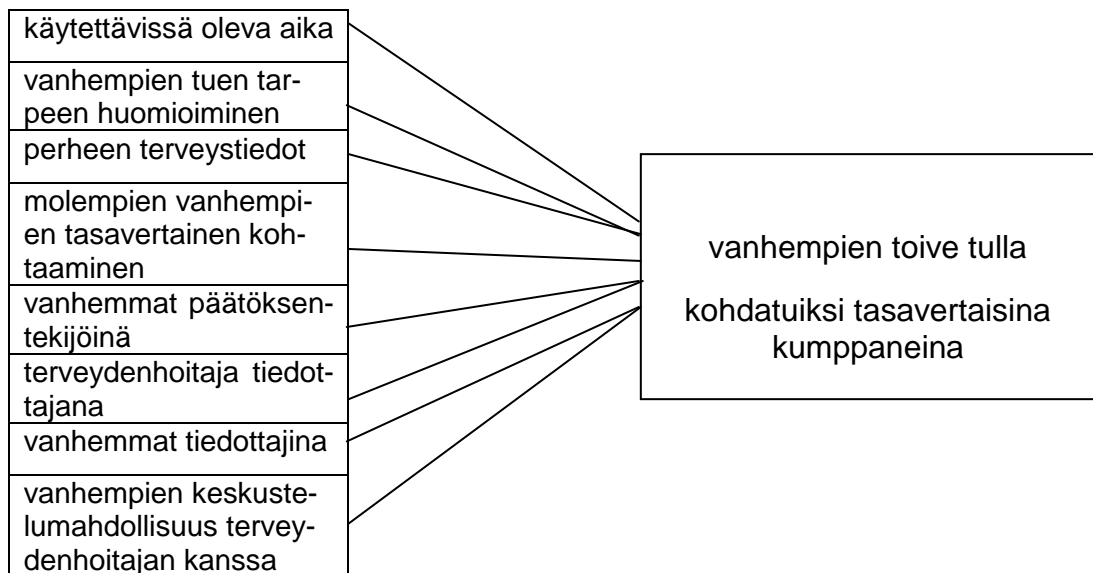 käytettävissä oleva aika
vanhempien tuen tar-
peen huomioiminen
perheen terveystiedot
molempien vanhempi-
en tasavertainen koh-
taaminen
vanhemmat päätöksen-
tekijöinä
terveydenhoitaja tiedot-
tajana
vanhemmat tiedottajina
vanhempien keskuste-
lumahdollisuus tervey-
denhoitajan kanssa
vanhempien toive tulla
kohdatuiksi tasavertaisina
kumppaneina